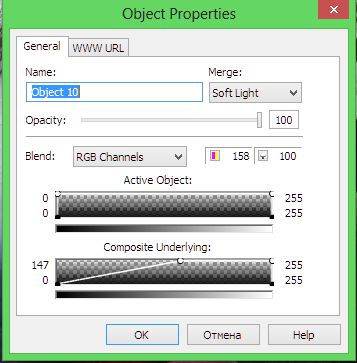 Object Properties
General WWW URL
Name: Merge:
Object 10 Soft Light
Opacity: 100
Blend: RGB Channels 158 100
Active Object:
0 255
0 255
Composite Underlying:
147 255
0 255
OK Отмена Help